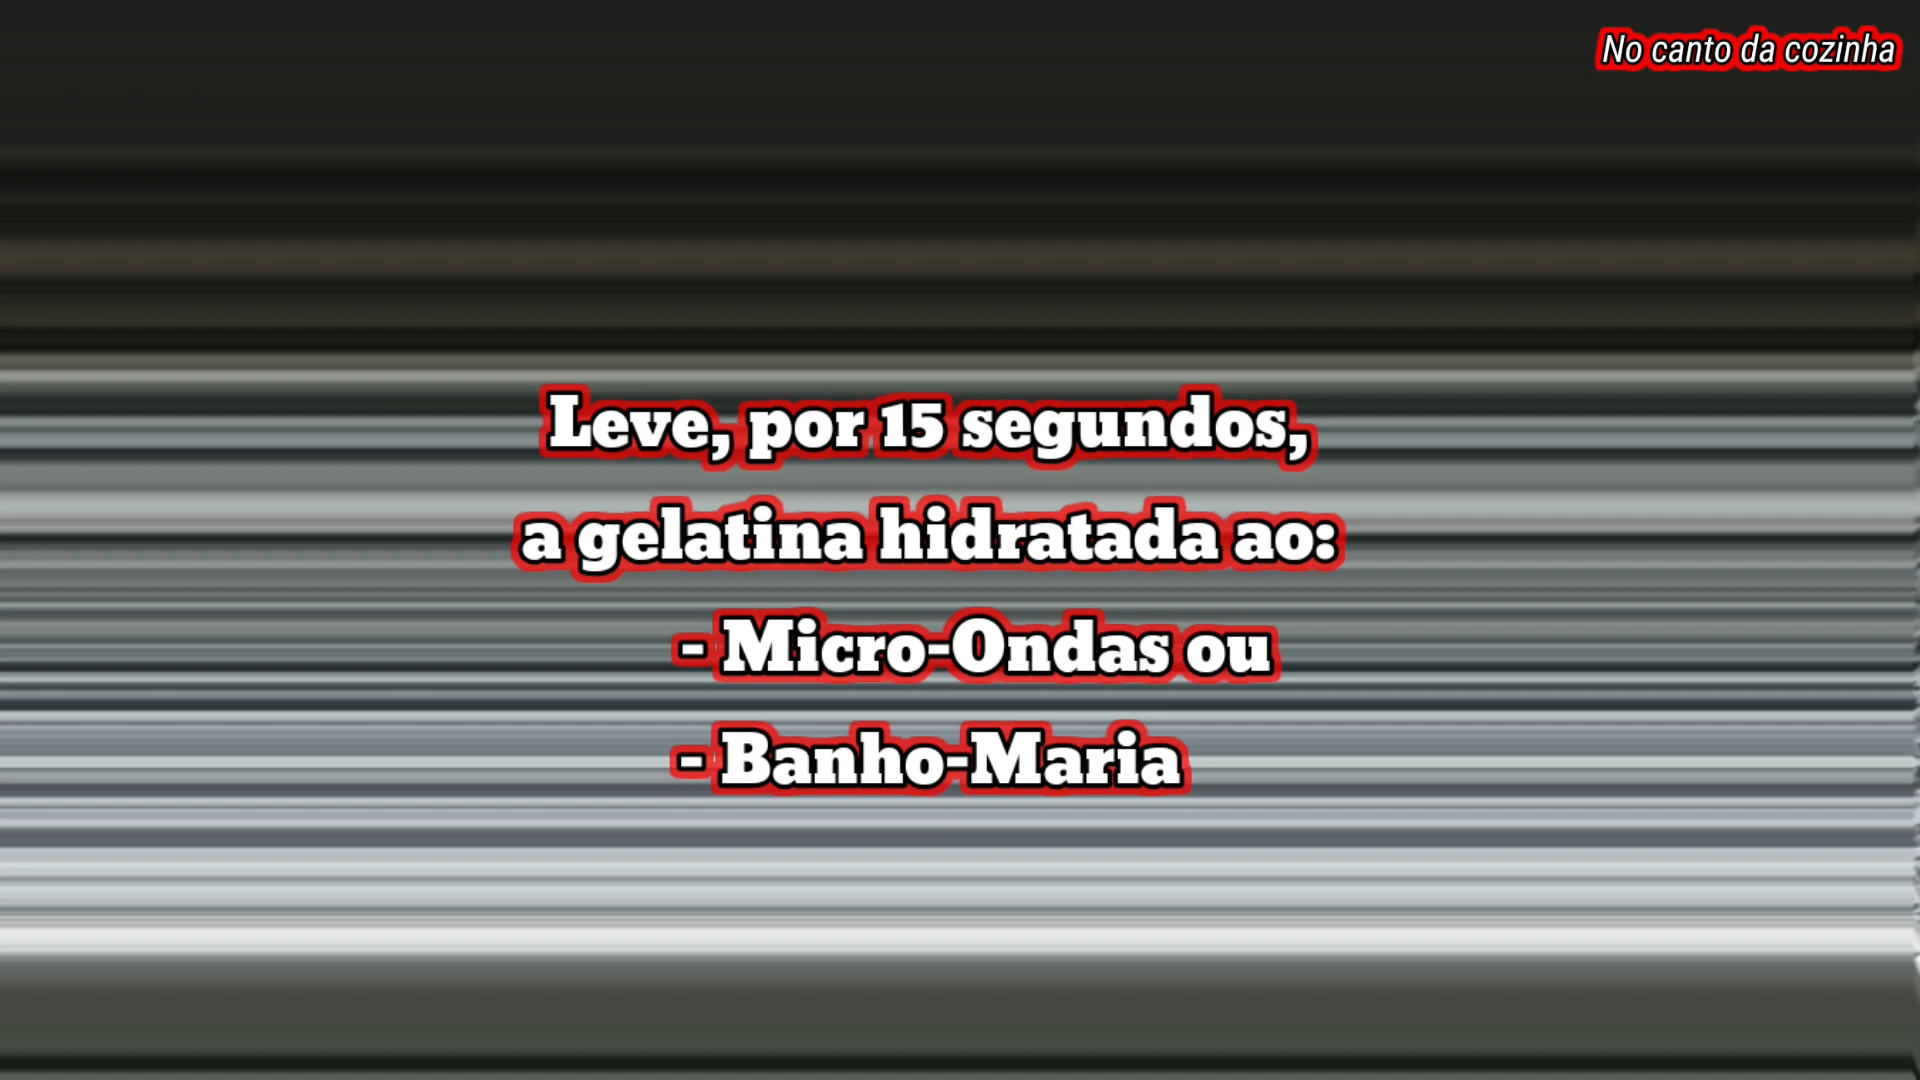 No canto da cozinha
Leve, por 15 segundos,
a gelatina hidratada ao:
- Micro-Ondas ou
- Banho-Maria